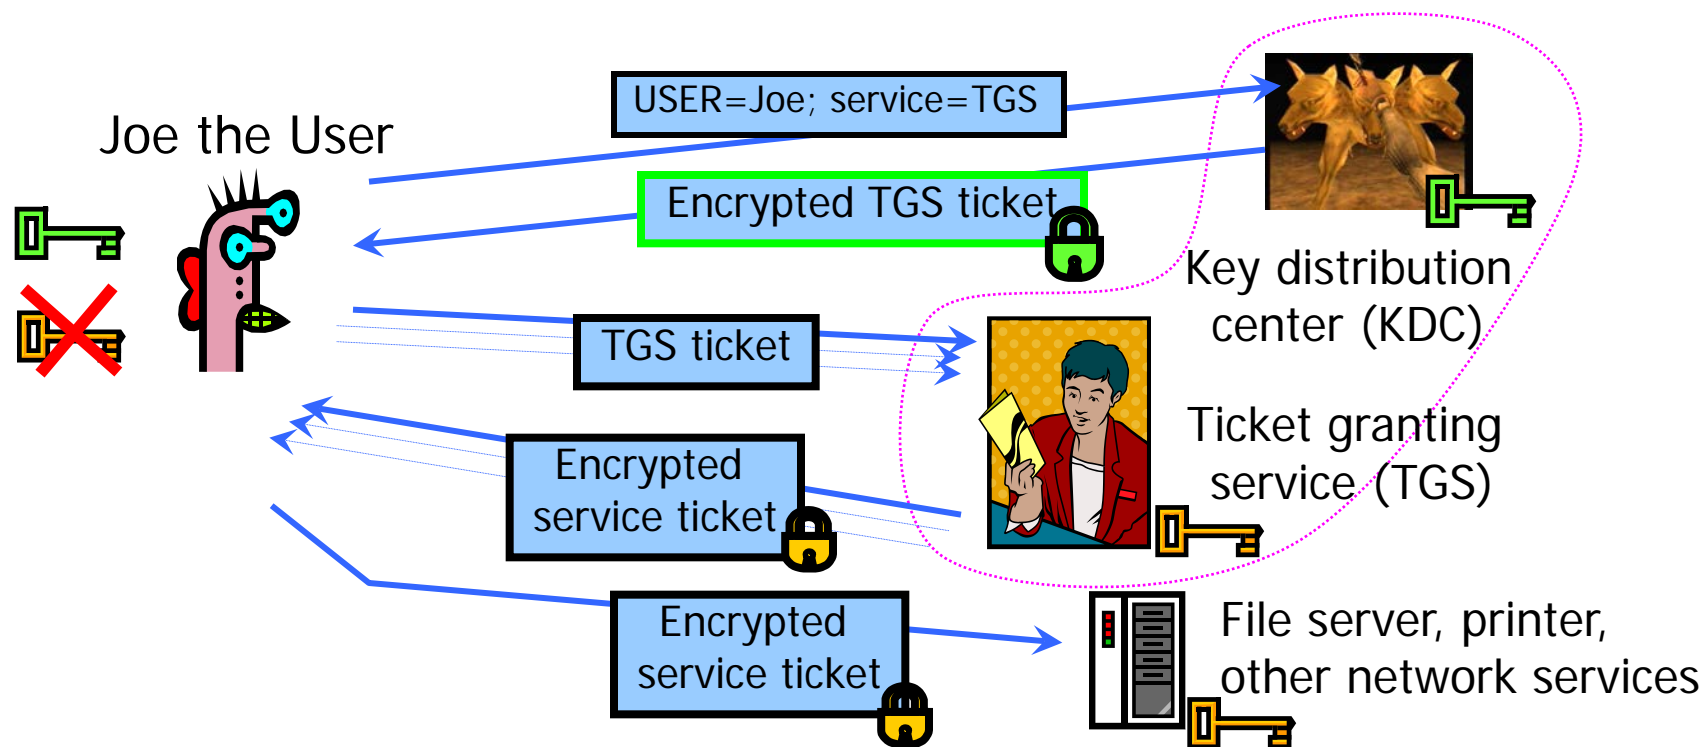 USER=Joe; service=TGS
Joe the User
Encrypted TGS ticket
Key distribution
center (KDC)
TGS ticket
Ticket granting
service (TGS)
Encrypted
service ticket
Encrypted
service ticket
File server, printer,
other network services